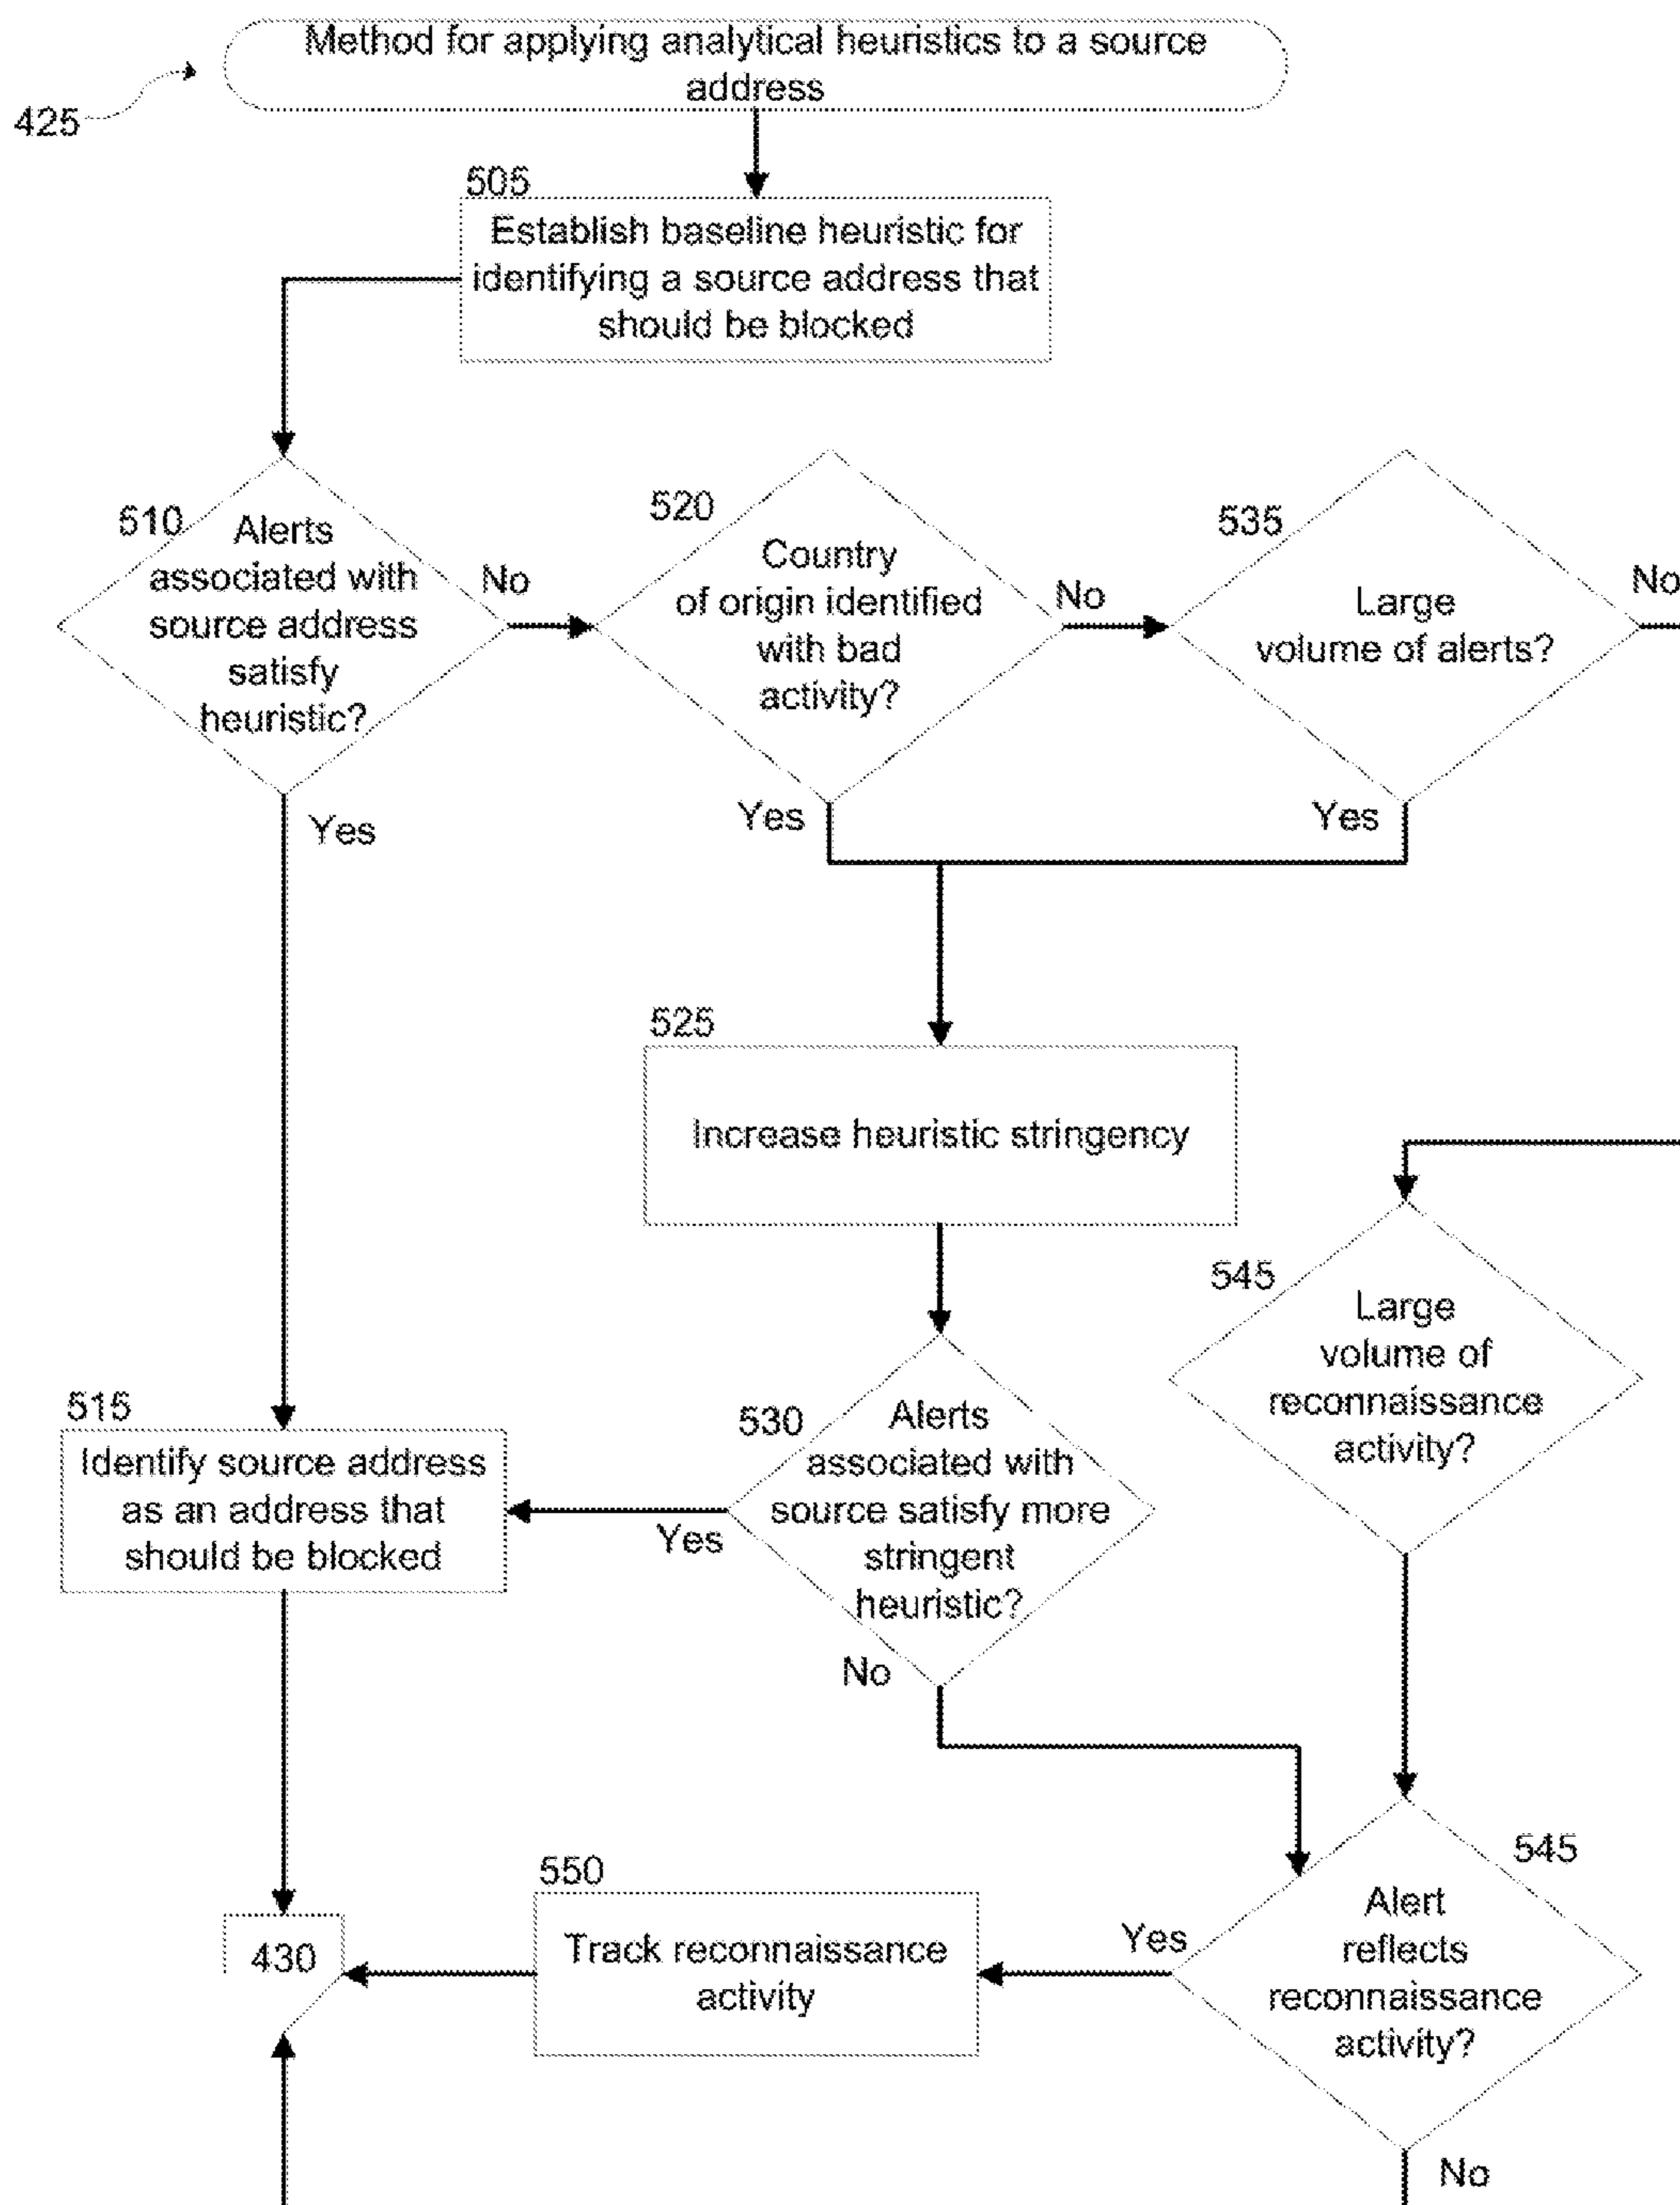 Method for applying analytical heuristics to a source
address
425
505
Establish baseline heuristic for
identifying a source address that
should be blocked
510
Alerts
associated with
source address
satisfy
heuristic?
No
Yes
520
Country
of origin identified
with bad
activity?
No
Yes
535
Large
volume of alerts?
No
Yes
525
Increase heuristic stringency
545
Large
volume of
reconnaissance
activity?
530
Alerts
associated with
source satisfy more
stringent
heuristic?
Yes
No
515
Identify source address
as an address that
should be blocked
545
Alert
reflects
reconnaissance
activity?
Yes
No
550
Track reconnaissance
activity
430